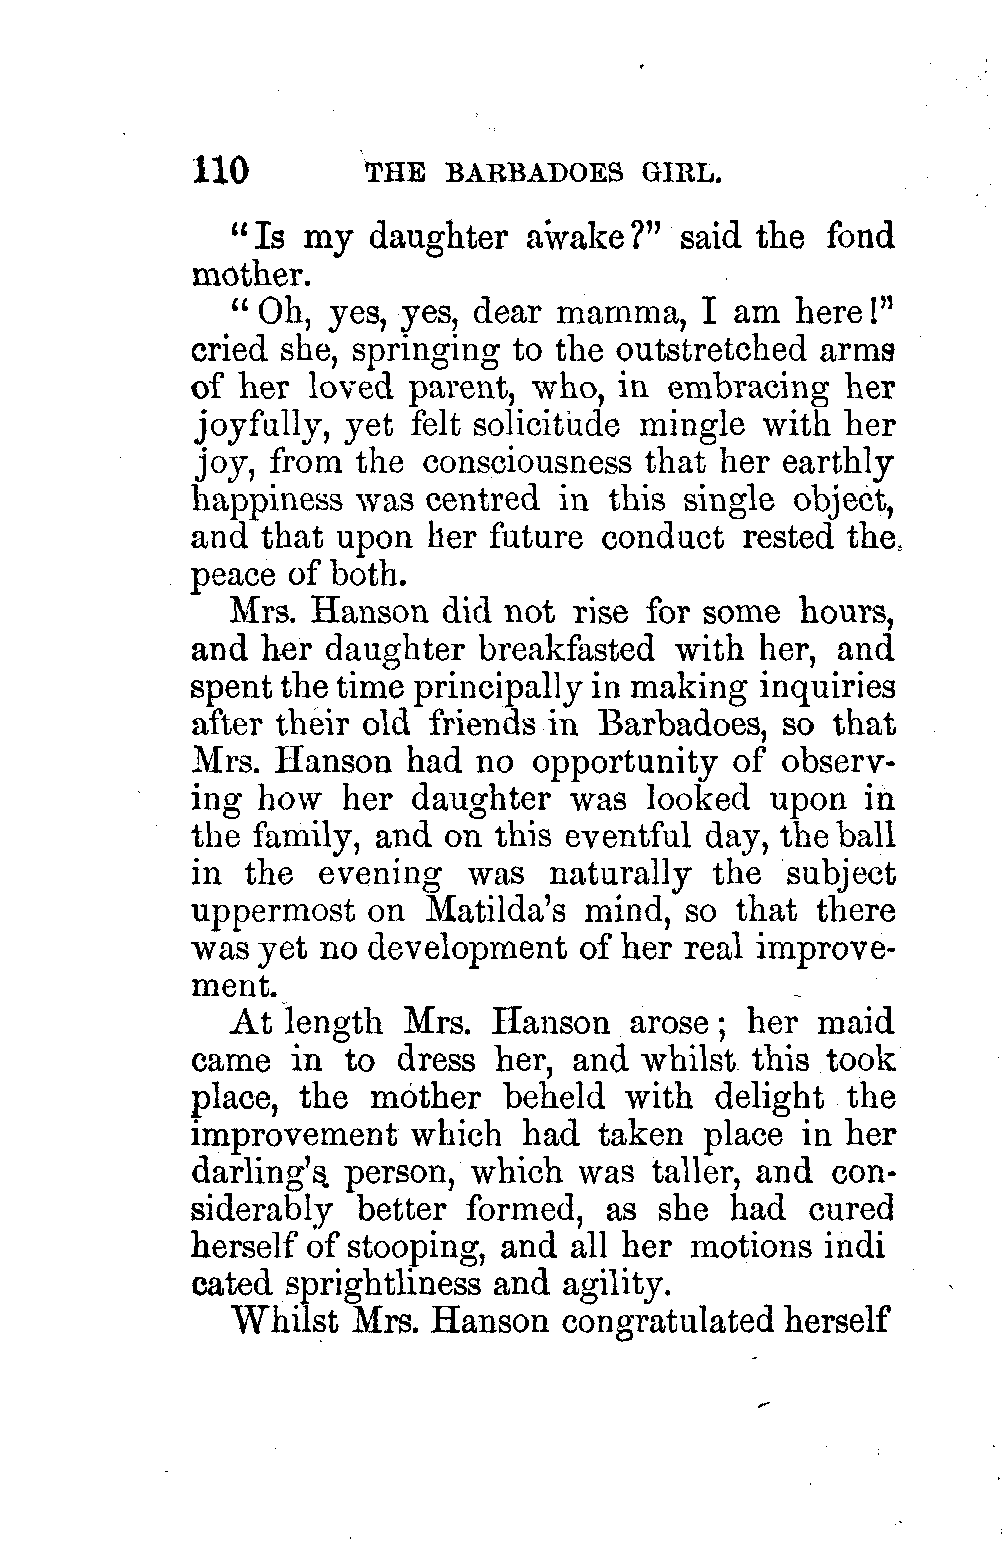 110 THE BARBADOES GIRL.
"Is my daughter awake?" said the fond
mother.
"Oh, yes, yes, dear mamma, I am here!"
cried she, springing to the outstretched arms
of her loved parent, who, in embracing her
joyfully, yet felt solicitude mingle with her
joy, from the consciousness that her earthly
happiness was centred in this single object,
and that upon her future conduct rested the
peace of both.
Mrs. Hanson did not rise for some hours,
and her daughter breakfasted with her, and
spent the time principally in making inquiries
after their old friends in Barbadoes, so that
Mrs. Hanson had no opportunity of observ-
ing how her daughter was looked upon in
the family, and on this eventful day, the ball
in the evening was naturally the subject
uppermost on Matilda's mind, so that there
was yet no development of her real improve-
ment.
At length Mrs. Hanson arose; her maid
came in to dress her, and whilst this took
place, the mother beheld with delight the
improvement which had taken place in her
darling's person, which was taller, and con-
siderably better formed, as she had cured
herself of stooping, and all her motions indi
cated sprightliness and agility.
Whilst Mrs. Hanson congratulated herself